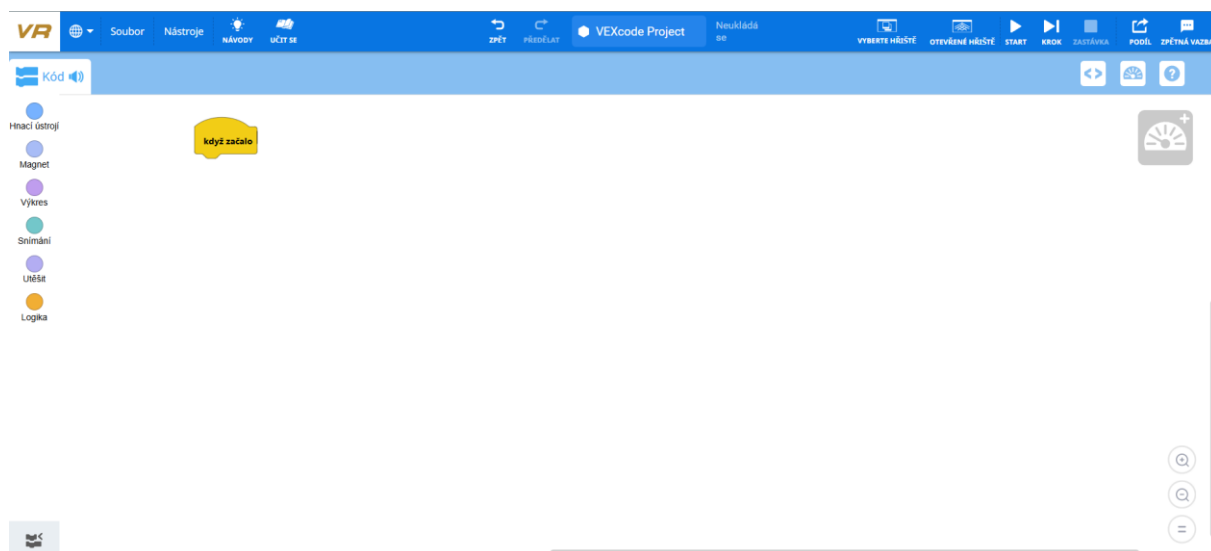 VR
Soubor
Nástroje
NÁVODY
UČIT SE
ZPĚT
PŘEDĚLAT
VEXcode Project
Neukládá
se
VYBERTE HŘIŠTĚ
OTEVŘENÉ HŘIŠTĚ
START
KROK
ZASTÁVKA
PODÍL
ZPĚTNÁ VAZBA
Kód
Hnací ústrojí
Magnet
Výkres
Snímání
Utěšit
Logika
když začalo